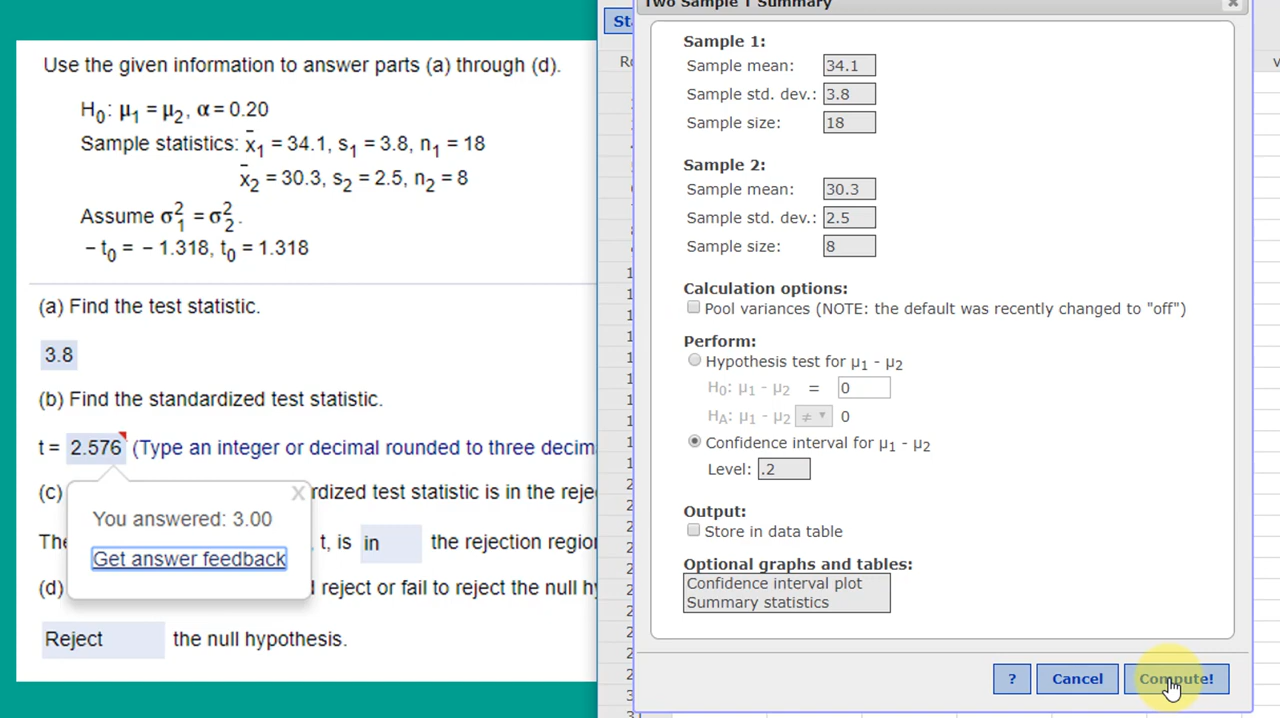 Use the given information to answer parts (a) through (d).
H0: μ1 = μ2, α = 0.20
Sample statistics: x̄1 = 34.1, s1 = 3.8, n1 = 18
x̄2 = 30.3, s2 = 2.5, n2 = 8
Assume σ²1 = σ²2.
− t0 = − 1.318, t0 = 1.318
(a) Find the test statistic.
3.8
(b) Find the standardized test statistic.
t = 2.576 (Type an integer or decimal rounded to three
(c) rdized test statistic is in the
You answered: 3.00
Get answer feedback
t, is in the rejection
(d) reject or fail to reject the null
Reject the null hypothesis.
Two Sample T Summary
Sample 1:
Sample mean: 34.1
Sample std. dev.: 3.8
Sample size: 18
Sample 2:
Sample mean: 30.3
Sample std. dev.: 2.5
Sample size: 8
Calculation options:
Pool variances (NOTE: the default was recently changed to "off")
Perform:
Hypothesis test for μ1 - μ2
H0: μ1 - μ2 = 0
HA: μ1 - μ2 ≠ 0
Confidence interval for μ1 - μ2
Level: .2
Output:
Store in data table
Optional graphs and tables:
Confidence interval plot
Summary statistics
? Cancel Compute!